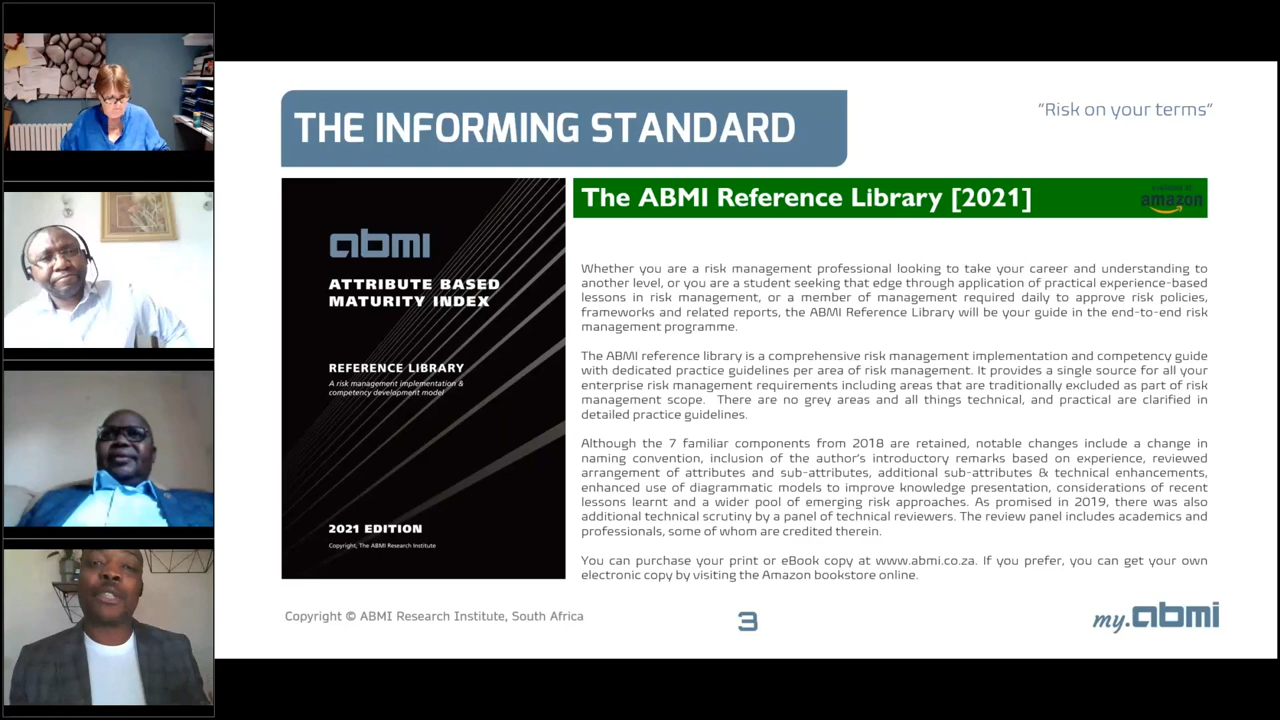 THE INFORMING STANDARD
"Risk on your terms"
abmi
ATTRIBUTE BASED
MATURITY INDEX
REFERENCE LIBRARY
A risk management implementation &
competency development model
2021 EDITION
Copyright, The ABMI Research Institute
The ABMI Reference Library [2021]
amazon
Whether you are a risk management professional looking to take your career and understanding to
another level, or you are a student seeking that edge through application of practical experience-based
lessons in risk management, or a member of management required daily to approve risk policies,
frameworks and related reports, the ABMI Reference Library will be your guide in the end-to-end risk
management programme.
The ABMI reference library is a comprehensive risk management implementation and competency guide
with dedicated practice guidelines per area of risk management. It provides a single source for all your
enterprise risk management requirements including areas that are traditionally excluded as part of risk
management scope. There are no grey areas and all things technical, and practical are clarified in
detailed practice guidelines.
Although the 7 familiar components from 2018 are retained, notable changes include a change in
naming convention, inclusion of the author's introductory remarks based on experience, reviewed
arrangement of attributes and sub-attributes, additional sub-attributes & technical enhancements,
enhanced use of diagrammatic models to improve knowledge presentation, considerations of recent
lessons learnt and a wider pool of emerging risk approaches. As promised in 2019, there was also
additional technical scrutiny by a panel of technical reviewers. The review panel includes academics and
professionals, some of whom are credited therein.
You can purchase your print or eBook copy at www.abmi.co.za. If you prefer, you can get your own
electronic copy by visiting the Amazon bookstore online.
Copyright © ABMI Research Institute, South Africa
3
my.abmi